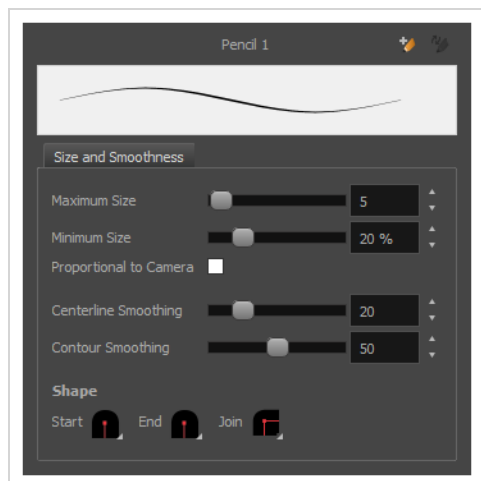 Pencil 1
Size and Smoothness
Maximum Size 5
Minimum Size 20 %
Proportional to Camera
Centerline Smoothing 20
Contour Smoothing 50
Shape
Start End Join